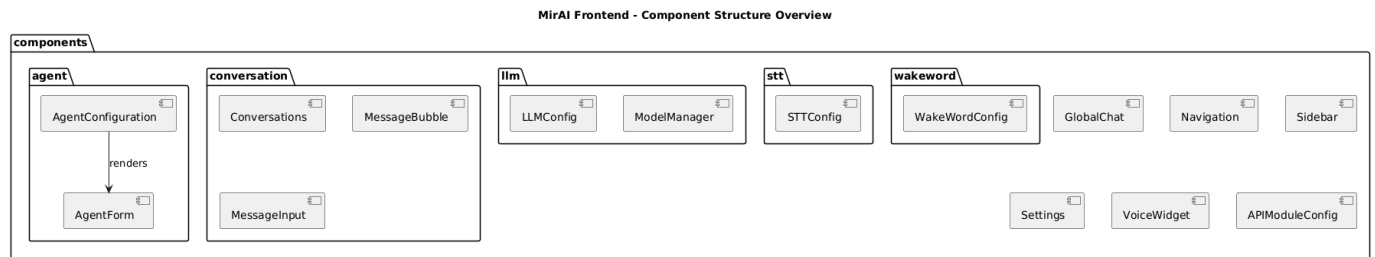 MirAI Frontend - Component Structure Overview
components
agent
conversation
llm
stt
wakeword
AgentConfiguration
Conversations
MessageBubble
LLMConfig
ModelManager
STTConfig
WakeWordConfig
GlobalChat
Navigation
Sidebar
renders
AgentForm
MessageInput
Settings
VoiceWidget
APIModuleConfig